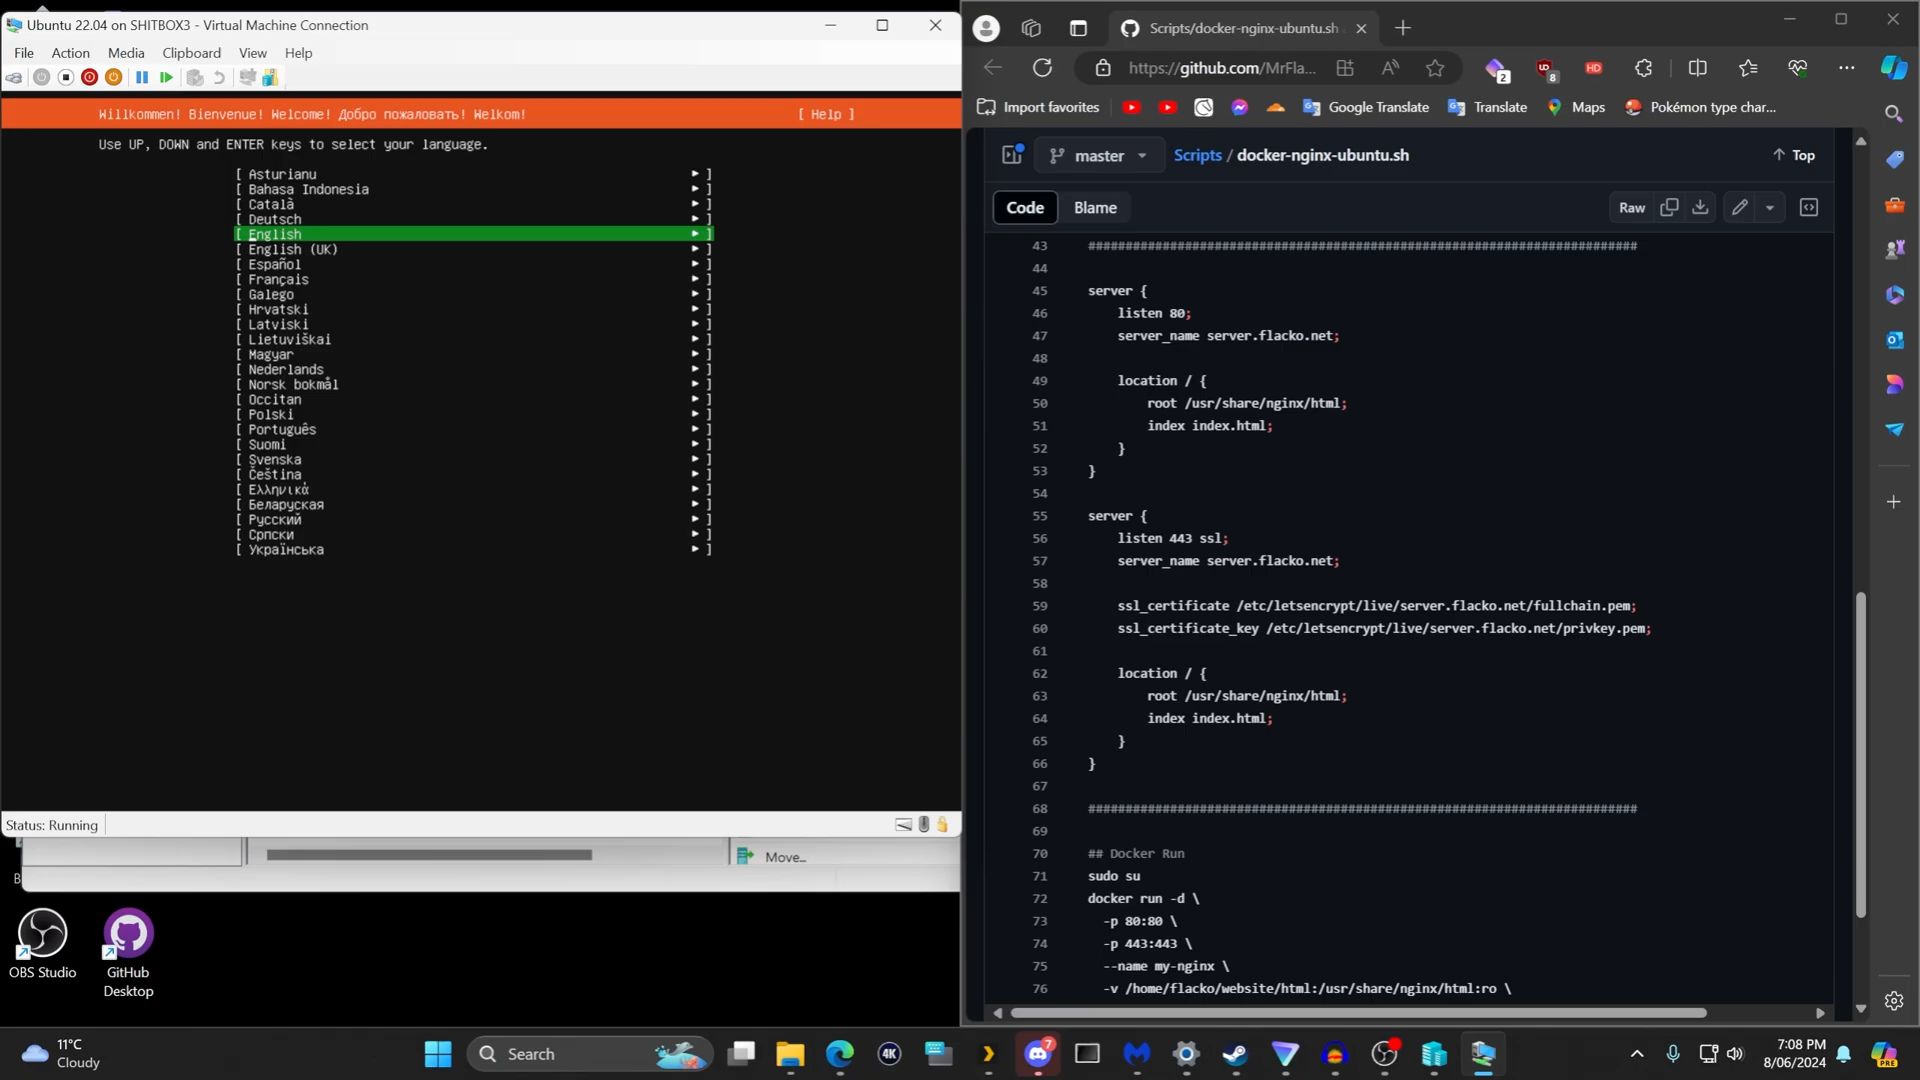 Ubuntu 22.04 on SHITBOX3 - Virtual Machine Connection
File Action Media Clipboard View Help
Willkommen! Bienvenue! Welcome! Добро пожаловать! Welkom! [ Help ]
Use UP, DOWN and ENTER keys to select your language.
[ Asturianu ► ]
[ Bahasa Indonesia ► ]
[ Català ► ]
[ Deutsch ► ]
[ English ► ]
[ English (UK) ► ]
[ Español ► ]
[ Français ► ]
[ Galego ► ]
[ Hrvatski ► ]
[ Latviski ► ]
[ Lietuviškai ► ]
[ Magyar ► ]
[ Nederlands ► ]
[ Norsk bokmål ► ]
[ Occitan ► ]
[ Polski ► ]
[ Português ► ]
[ Suomi ► ]
[ Svenska ► ]
[ Čeština ► ]
[ Ελληνικά ► ]
[ Беларуская ► ]
[ Русский ► ]
[ Српски ► ]
[ Українська ► ]
Status: Running
Move...
B
OBS Studio
GitHub Desktop
Scripts/docker-nginx-ubuntu.sh
https://github.com/MrFla...
2
8
HD
Import favorites
Google Translate
Translate
Maps
Pokémon type char...
master
Scripts / docker-nginx-ubuntu.sh
Top
Code Blame Raw
43 ##########################################################################
44
45 server {
46 listen 80;
47 server_name server.flacko.net;
48
49 location / {
50 root /usr/share/nginx/html;
51 index index.html;
52 }
53 }
54
55 server {
56 listen 443 ssl;
57 server_name server.flacko.net;
58
59 ssl_certificate /etc/letsencrypt/live/server.flacko.net/fullchain.pem;
60 ssl_certificate_key /etc/letsencrypt/live/server.flacko.net/privkey.pem;
61
62 location / {
63 root /usr/share/nginx/html;
64 index index.html;
65 }
66 }
67
68 ##########################################################################
69
70 ## Docker Run
71 sudo su
72 docker run -d \
73 -p 80:80 \
74 -p 443:443 \
75 --name my-nginx \
76 -v /home/flacko/website/html:/usr/share/nginx/html:ro \
11°C
Cloudy
Search
4K
7
7:08 PM
8/06/2024
PRE